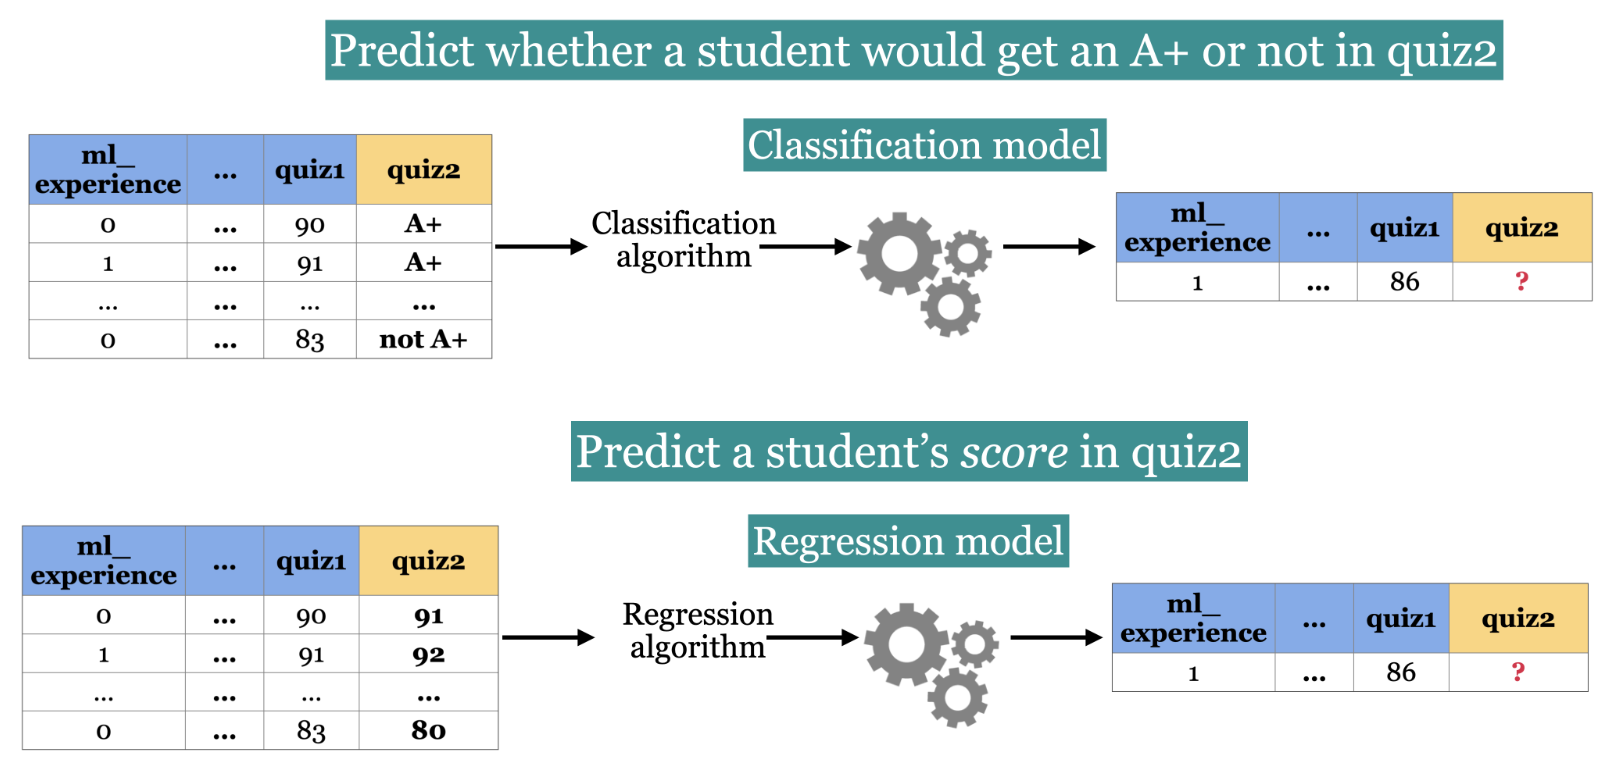 Predict whether a student would get an A+ or not in quiz2
Classification model
ml_
experience ... quiz1 quiz2
0 ... 90 A+
1 ... 91 A+
... ... ... ...
0 ... 83 not A+
Classification
algorithm
ml_
experience ... quiz1 quiz2
1 ... 86 ?
Predict a student’s score in quiz2
Regression model
ml_
experience ... quiz1 quiz2
0 ... 90 91
1 ... 91 92
... ... ... ...
0 ... 83 80
Regression
algorithm
ml_
experience ... quiz1 quiz2
1 ... 86 ?